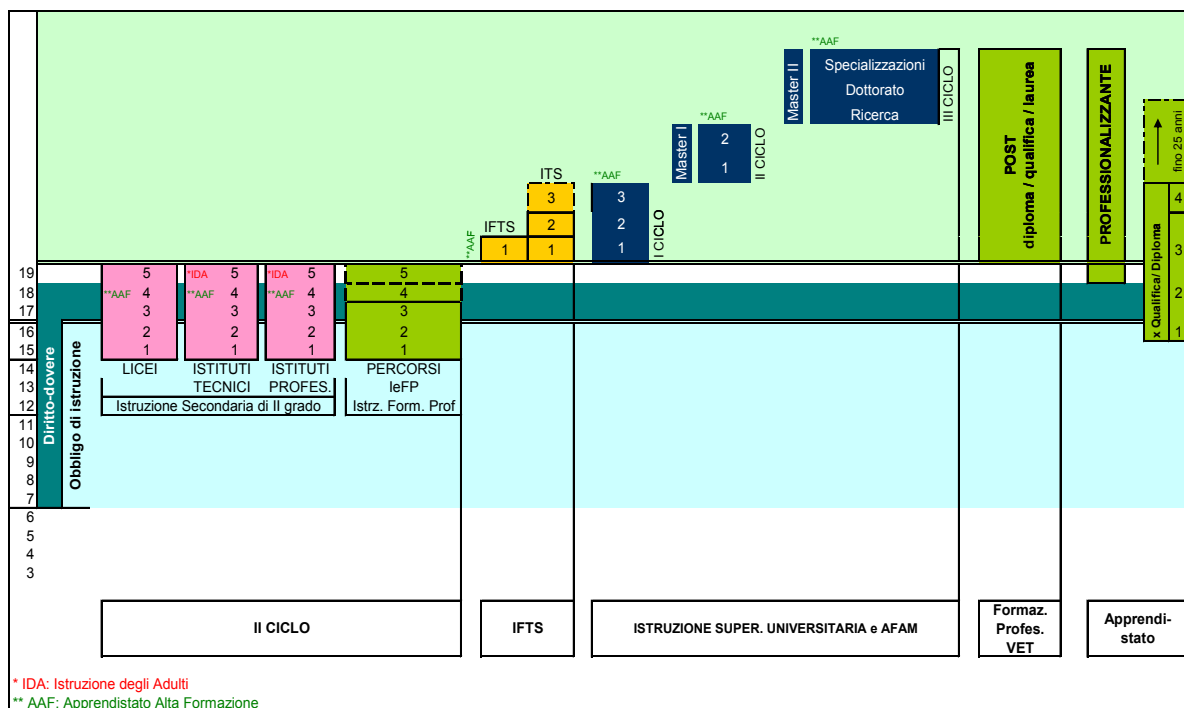 **AAF
Master II
Specializzazioni
Dottorato
Ricerca
III CICLO
**AAF
Master I
2
1
II CICLO
ITS
3
2
1
IFTS
1
**AAF
**AAF
3
2
1
I CICLO
POST
diploma / qualifica / laurea
PROFESSIONALIZZANTE
fino 25 anni
x Qualifica/ Diploma
4
3
2
1
19
18
17
16
15
14
13
12
11
10
9
8
7
6
5
4
3
Diritto-dovere
Obbligo di istruzione
5
**AAF 4
3
2
1
LICEI
*IDA 5
**AAF 4
3
2
1
ISTITUTI
TECNICI
*IDA 5
**AAF 4
3
2
1
ISTITUTI
PROFES.
Istruzione Secondaria di II grado
5
4
3
2
1
PERCORSI
IeFP
Istrz. Form. Prof
II CICLO
IFTS
ISTRUZIONE SUPER. UNIVERSITARIA e AFAM
Formaz.
Profes.
VET
Apprendi-
stato
* IDA: Istruzione degli Adulti
** AAF: Apprendistato Alta Formazione